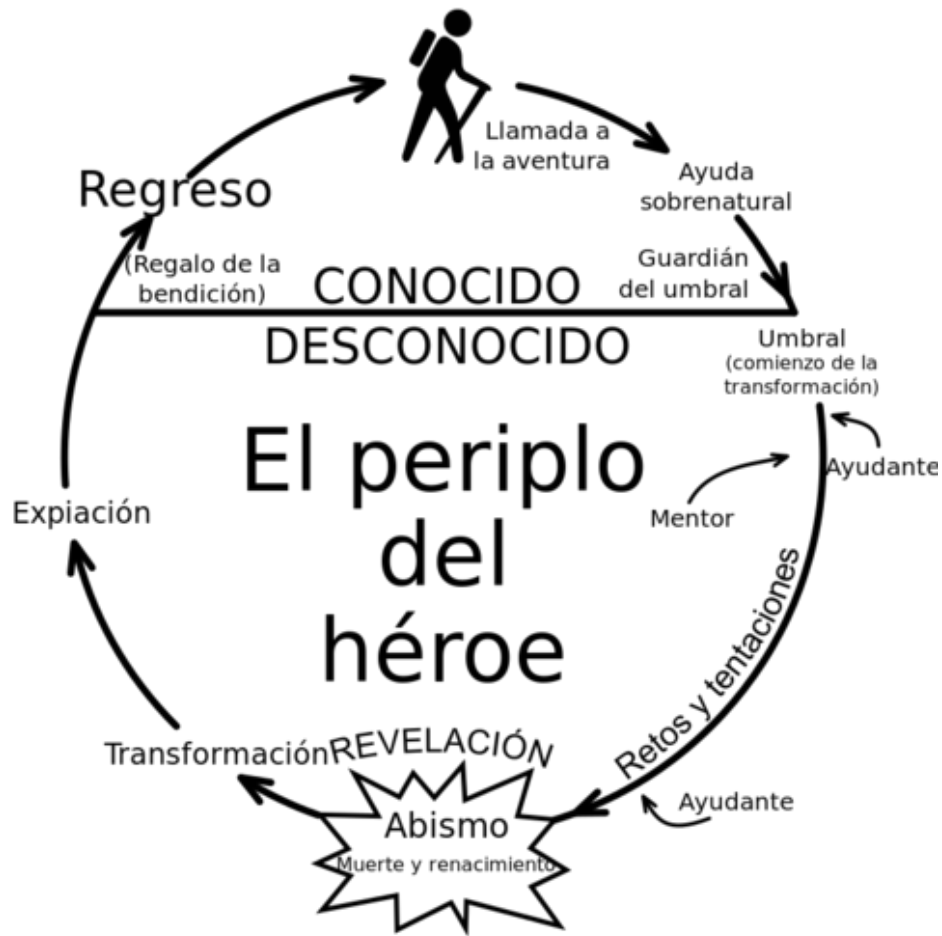 Llamada a
la aventura
Ayuda
sobrenatural
Guardián
del umbral
Regreso
(Regalo de la
bendición)
CONOCIDO
DESCONOCIDO
Umbral
(comienzo de la
transformación)
Ayudante
Mentor
El periplo
del
héroe
Retos y tentaciones
Ayudante
REVELACIÓN
Abismo
Muerte y renacimiento
Transformación
Expiación